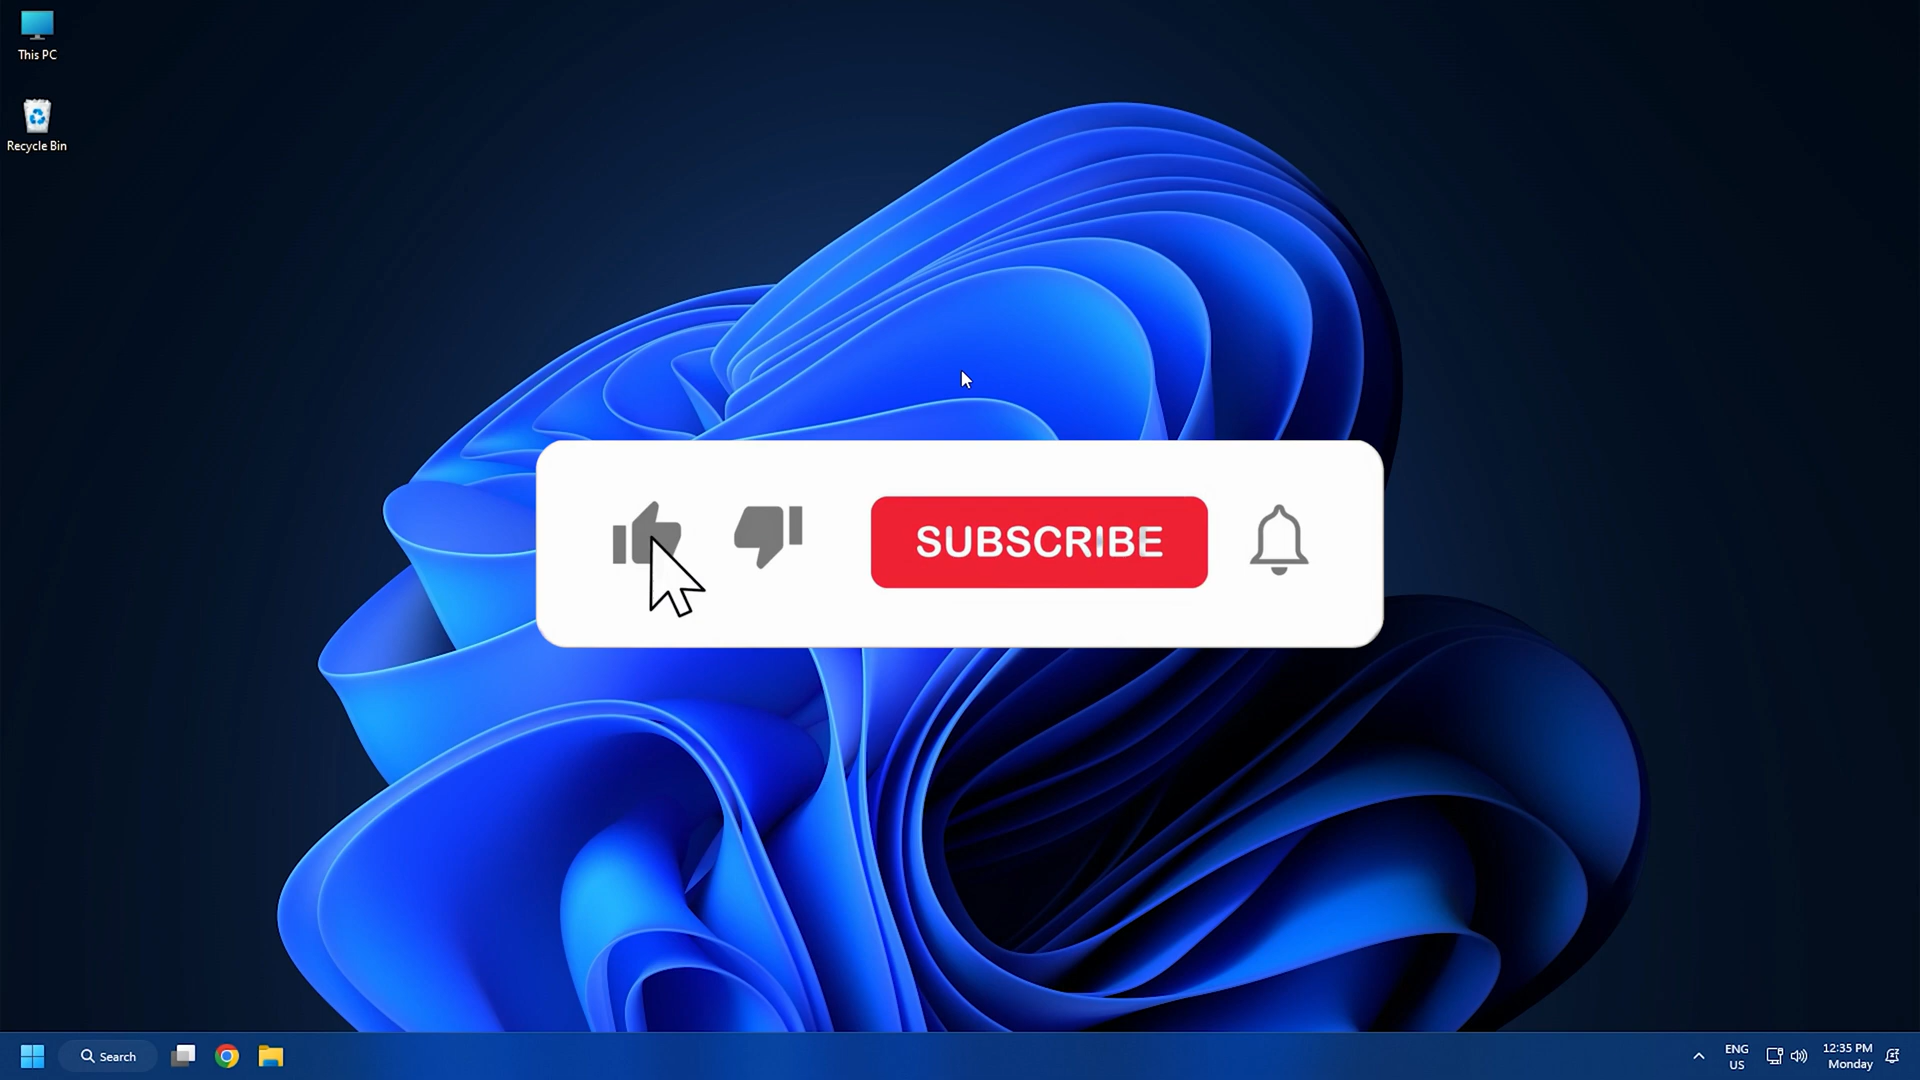 This PC
Recycle Bin
SUBSCRIBE
Search
ENG
US
12:35 PM
Monday